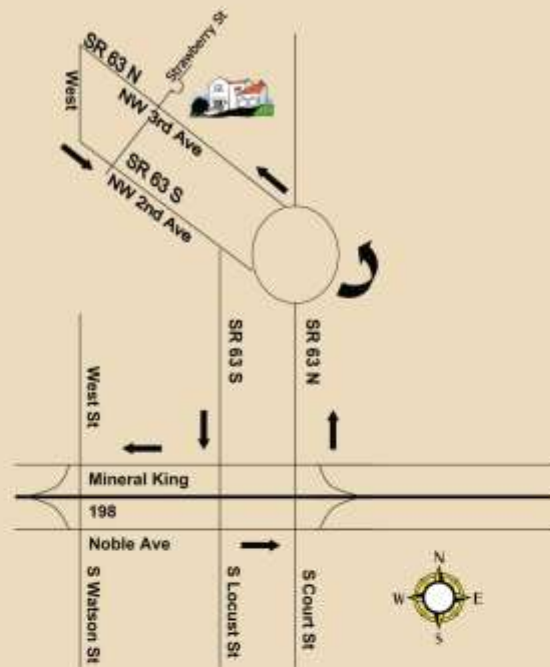 Strawberry St
SR 63 N
West
NW 3rd Ave
SR 63 S
NW 2nd Ave
SR 63 S
SR 63 N
West St
Mineral King
198
Noble Ave
S Watson St
S Locust St
S Court St
N
W
E
S